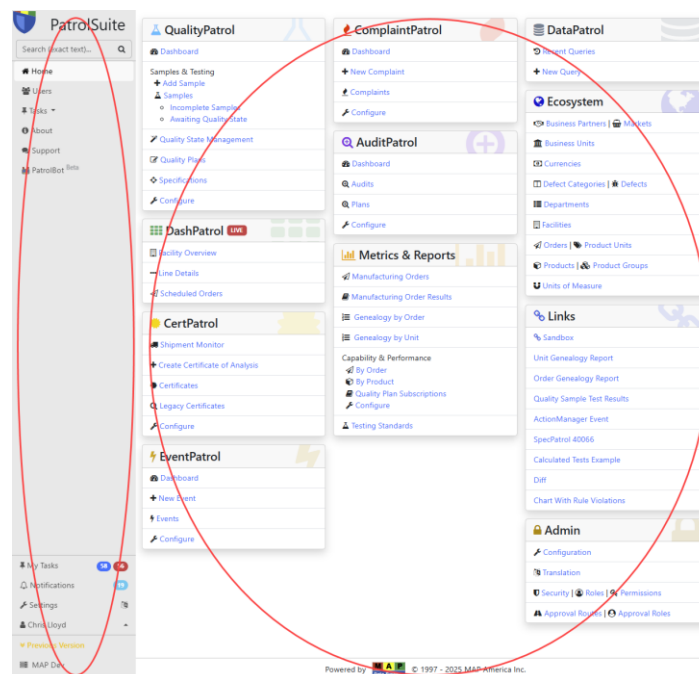 PatrolSuite
Search (exact text)...
Home
Users
Tasks
About
Support
PatrolBot Beta
My Tasks 58 56
Notifications
Settings
Chris Lloyd
Previous Version
MAP Dev
QualityPatrol
Dashboard
Samples & Testing
Add Sample
Samples
Incomplete Samples
Awaiting Quality State
Quality State Management
Quality Plans
Specifications
Configure
DashPatrol LIVE
Facility Overview
Line Details
Scheduled Orders
CertPatrol
Shipment Monitor
Create Certificate of Analysis
Certificates
Legacy Certificates
Configure
EventPatrol
Dashboard
New Event
Events
Configure
ComplaintPatrol
Dashboard
New Complaint
Complaints
Configure
AuditPatrol
Dashboard
Audits
Plans
Configure
Metrics & Reports
Manufacturing Orders
Manufacturing Order Results
Genealogy by Order
Genealogy by Unit
Capability & Performance
By Order
By Product
Quality Plan Subscriptions
Configure
Testing Standards
DataPatrol
Recent Queries
New Query
Ecosystem
Business Partners | Markets
Business Units
Currencies
Defect Categories | Defects
Departments
Facilities
Orders | Product Units
Products | Product Groups
Units of Measure
Links
Sandbox
Unit Genealogy Report
Order Genealogy Report
Quality Sample Test Results
ActionManager Event
SpecPatrol 40066
Calculated Tests Example
Diff
Chart With Rule Violations
Admin
Configuration
Translation
Security | Roles | Permissions
Approval Routes | Approval Roles
Powered by MAP © 1997 - 2025 MAP America Inc.